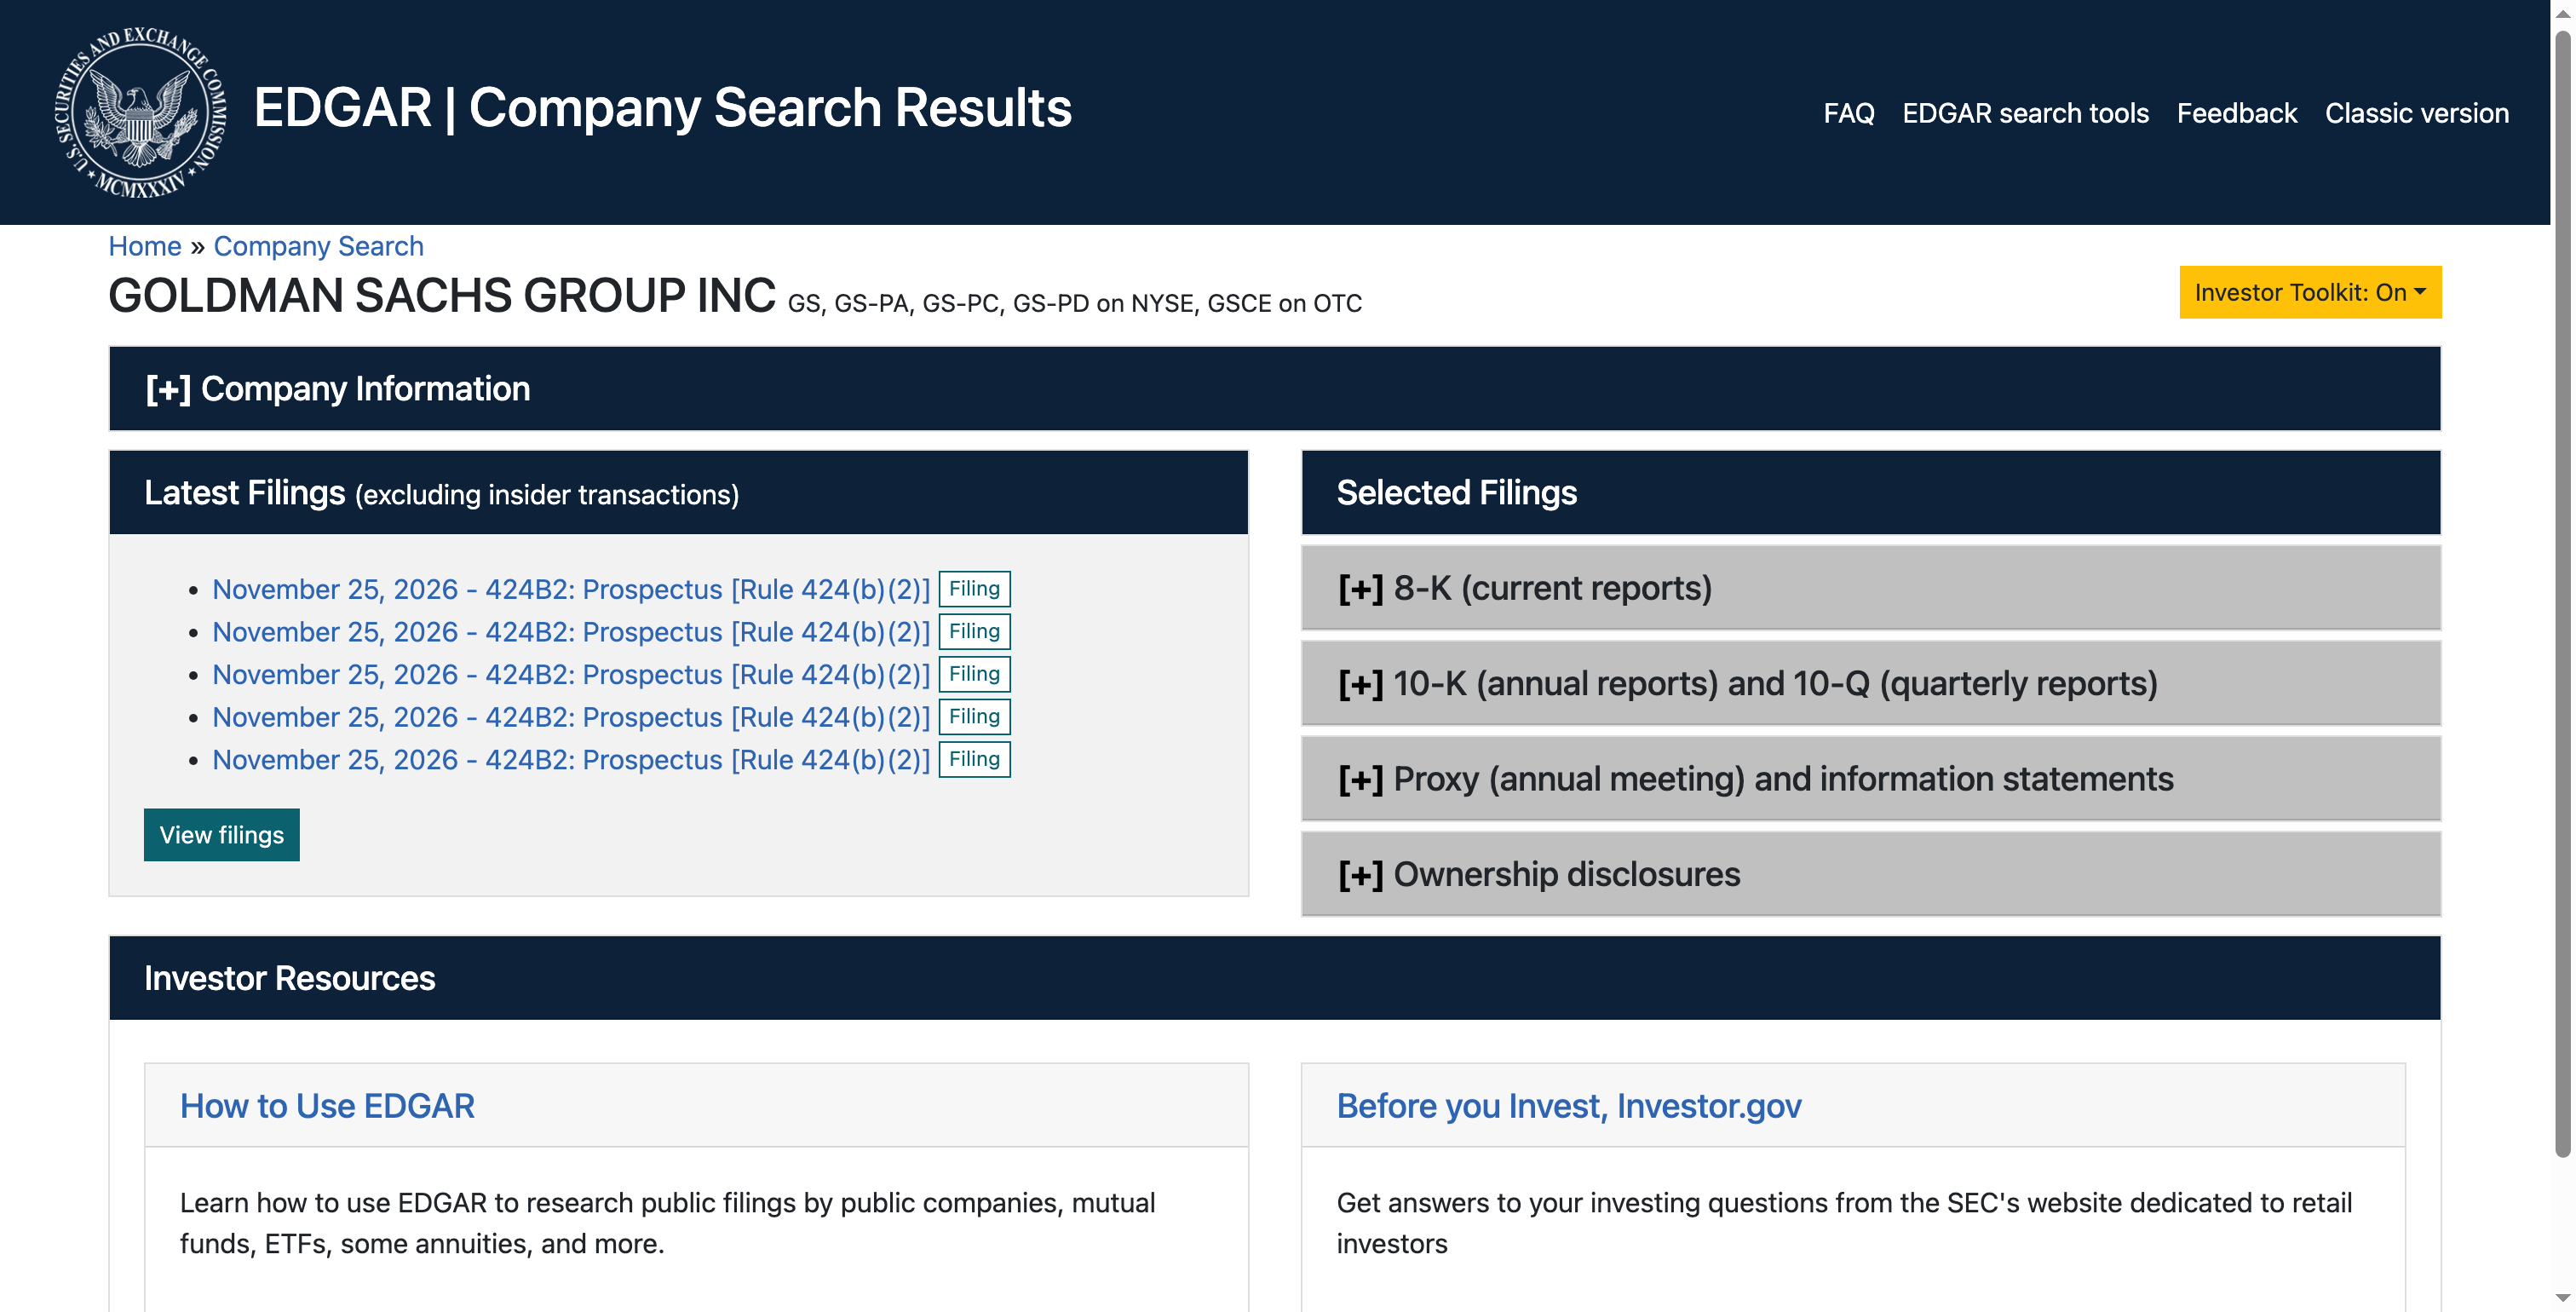 U.S. SECURITIES AND EXCHANGE COMMISSION
MCMXXXIV
EDGAR | Company Search Results
FAQ EDGAR search tools Feedback Classic version
Home » Company Search
GOLDMAN SACHS GROUP INC GS, GS-PA, GS-PC, GS-PD on NYSE, GSCE on OTC
Investor Toolkit: On
[+] Company Information
Latest Filings (excluding insider transactions)
• November 25, 2026 - 424B2: Prospectus [Rule 424(b)(2)] Filing
• November 25, 2026 - 424B2: Prospectus [Rule 424(b)(2)] Filing
• November 25, 2026 - 424B2: Prospectus [Rule 424(b)(2)] Filing
• November 25, 2026 - 424B2: Prospectus [Rule 424(b)(2)] Filing
• November 25, 2026 - 424B2: Prospectus [Rule 424(b)(2)] Filing
View filings
Selected Filings
[+] 8-K (current reports)
[+] 10-K (annual reports) and 10-Q (quarterly reports)
[+] Proxy (annual meeting) and information statements
[+] Ownership disclosures
Investor Resources
How to Use EDGAR
Learn how to use EDGAR to research public filings by public companies, mutual
funds, ETFs, some annuities, and more.
Before you Invest, Investor.gov
Get answers to your investing questions from the SEC's website dedicated to retail
investors